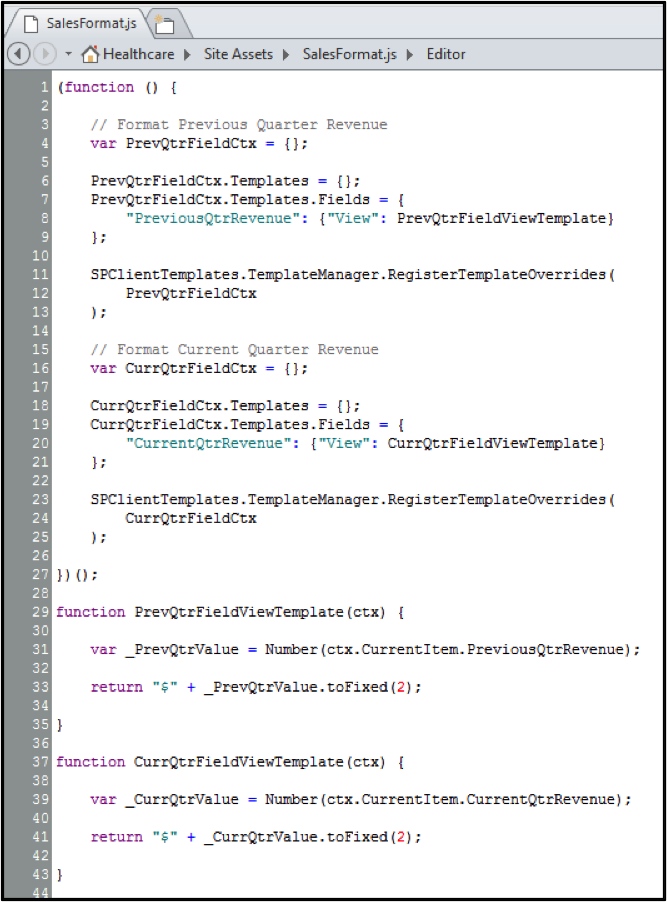 SalesFormat.js
Healthcare Site Assets SalesFormat.js Editor
1 (function () {
2
3 // Format Previous Quarter Revenue
4 var PrevQtrFieldCtx = {};
5
6 PrevQtrFieldCtx.Templates = {};
7 PrevQtrFieldCtx.Templates.Fields = {
8 "PreviousQtrRevenue": {"View": PrevQtrFieldViewTemplate}
9 };
10
11 SPClientTemplates.TemplateManager.RegisterTemplateOverrides(
12 PrevQtrFieldCtx
13 );
14
15 // Format Current Quarter Revenue
16 var CurrQtrFieldCtx = {};
17
18 CurrQtrFieldCtx.Templates = {};
19 CurrQtrFieldCtx.Templates.Fields = {
20 "CurrentQtrRevenue": {"View": CurrQtrFieldViewTemplate}
21 };
22
23 SPClientTemplates.TemplateManager.RegisterTemplateOverrides(
24 CurrQtrFieldCtx
25 );
26
27 })();
28
29 function PrevQtrFieldViewTemplate(ctx) {
30
31 var _PrevQtrValue = Number(ctx.CurrentItem.PreviousQtrRevenue);
32
33 return "$" + _PrevQtrValue.toFixed(2);
34
35 }
36
37 function CurrQtrFieldViewTemplate(ctx) {
38
39 var _CurrQtrValue = Number(ctx.CurrentItem.CurrentQtrRevenue);
40
41 return "$" + _CurrQtrValue.toFixed(2);
42
43 }
44